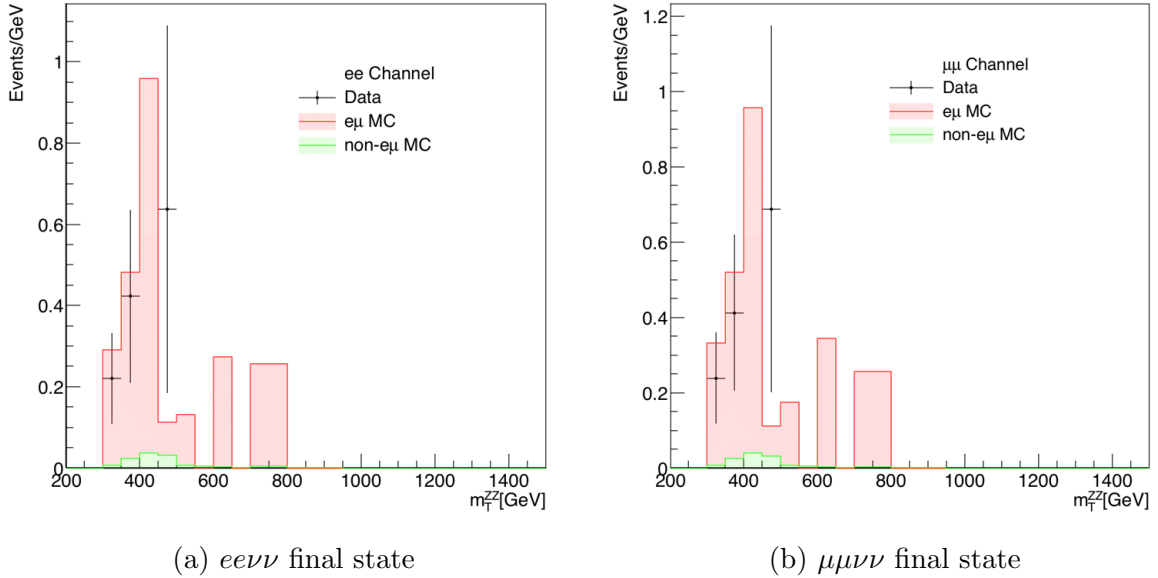 Events/GeV
1
0.8
0.6
0.4
0.2
0
200 400 600 800 1000 1200 1400
m_T^ZZ[GeV]
ee Channel
Data
eμ MC
non-eμ MC
(a) eeνν final state
Events/GeV
1.2
1
0.8
0.6
0.4
0.2
0
200 400 600 800 1000 1200 1400
m_T^ZZ[GeV]
μμ Channel
Data
eμ MC
non-eμ MC
(b) μμνν final state